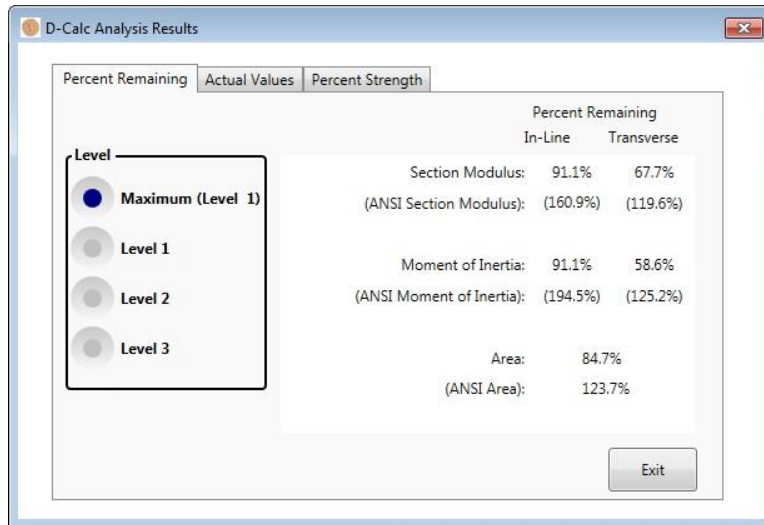 D-Calc Analysis Results
Percent Remaining Actual Values Percent Strength
Percent Remaining
In-Line Transverse
Level
Maximum (Level 1)
Level 1
Level 2
Level 3
Section Modulus: 91.1% 67.7%
(ANSI Section Modulus): (160.9%) (119.6%)
Moment of Inertia: 91.1% 58.6%
(ANSI Moment of Inertia): (194.5%) (125.2%)
Area: 84.7%
(ANSI Area): 123.7%
Exit